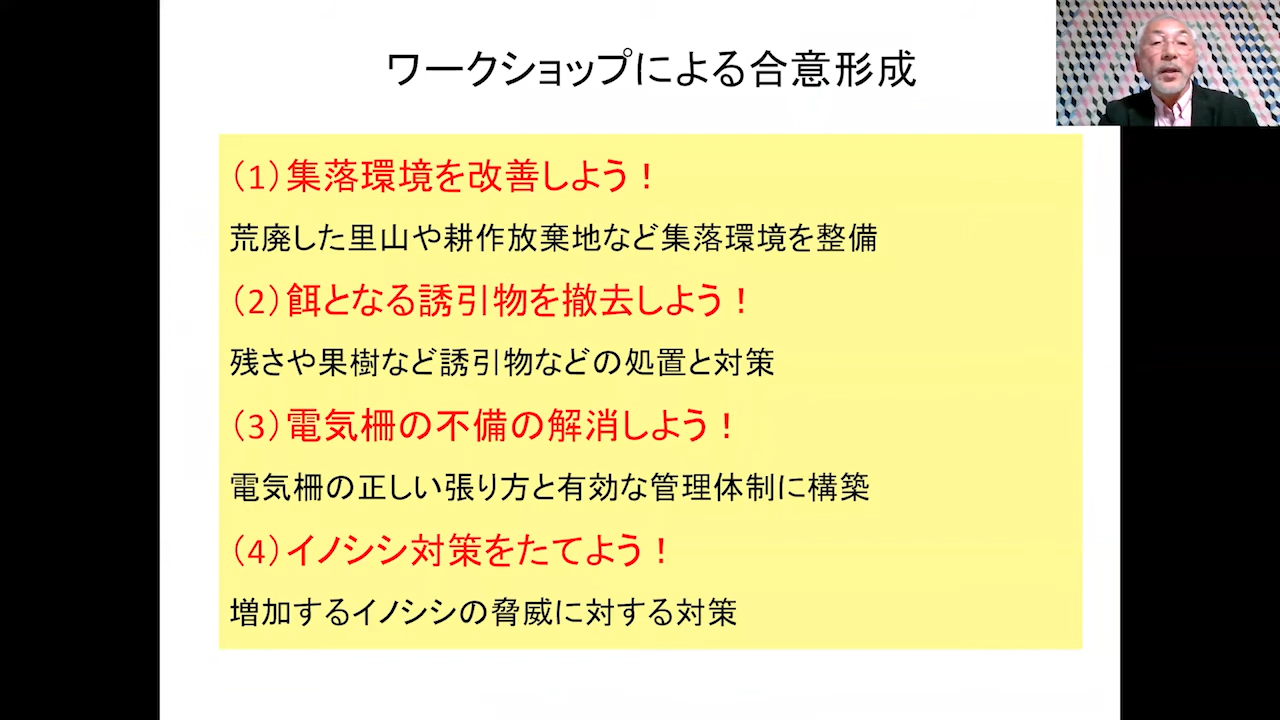 ワークショップによる合意形成
（1）集落環境を改善しよう！
荒廃した里山や耕作放棄地など集落環境を整備
（2）餌となる誘引物を撤去しよう！
残さや果樹など誘引物などの処置と対策
（3）電気柵の不備の解消しよう！
電気柵の正しい張り方と有効な管理体制に構築
（4）イノシシ対策をたてよう！
増加するイノシシの脅威に対する対策